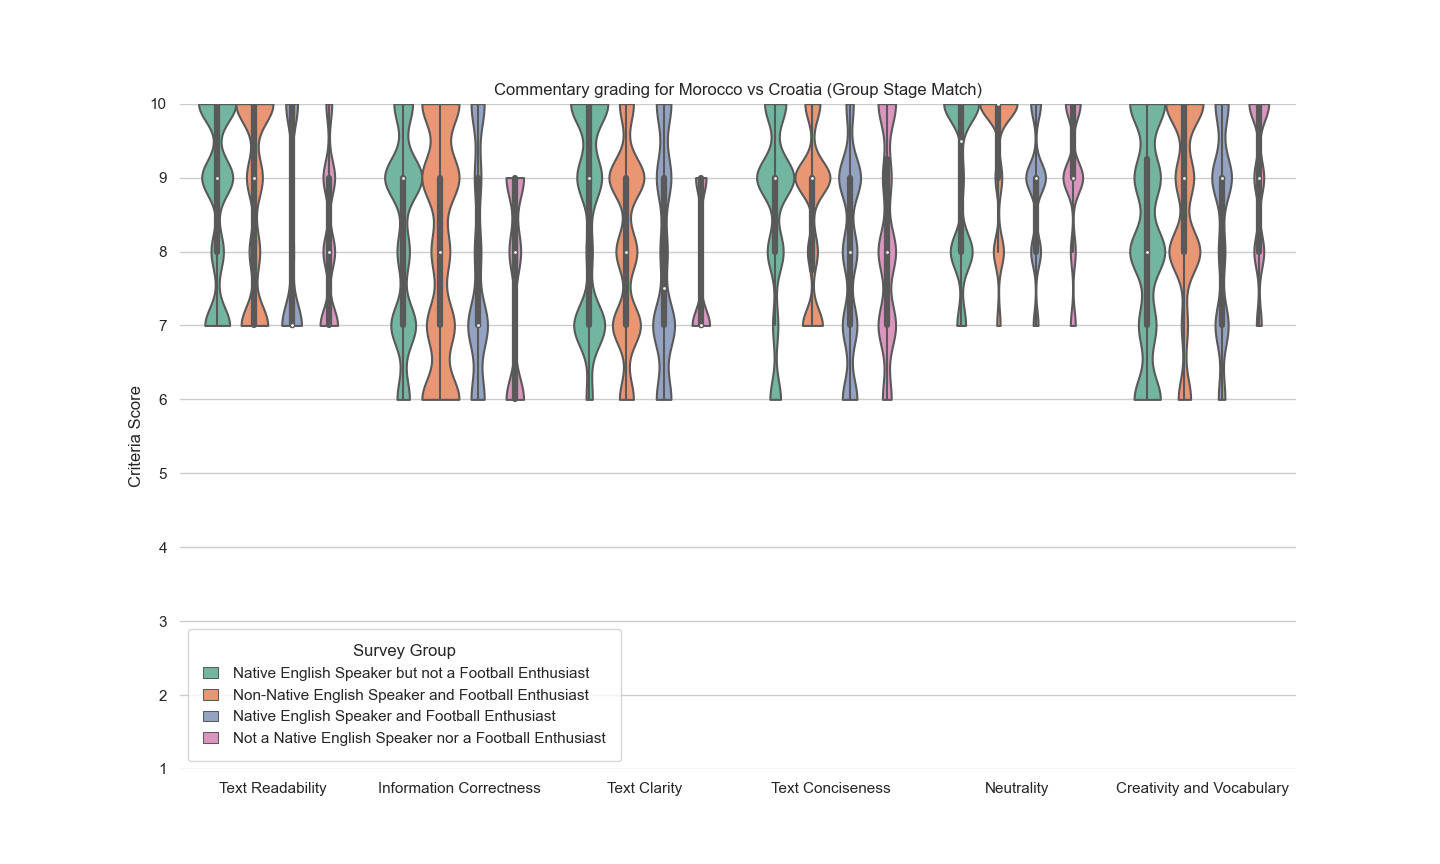 Commentary grading for Morocco vs Croatia (Group Stage Match)
10
9
8
7
6
5
4
3
2
1
Criteria Score
Survey Group
Native English Speaker but not a Football Enthusiast
Non-Native English Speaker and Football Enthusiast
Native English Speaker and Football Enthusiast
Not a Native English Speaker nor a Football Enthusiast
Text Readability
Information Correctness
Text Clarity
Text Conciseness
Neutrality
Creativity and Vocabulary